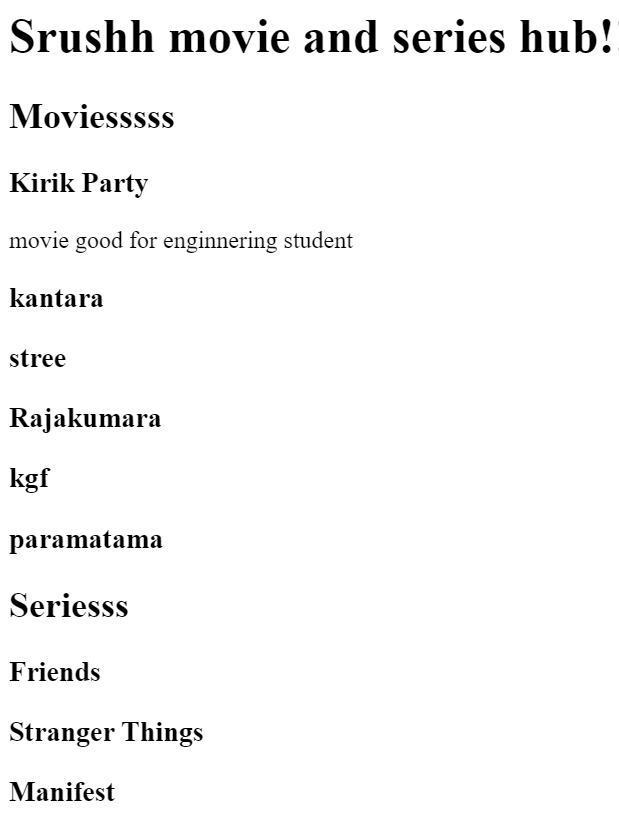 Srushh movie and series hub!!
Moviesssss
Kirik Party
movie good for enginnering student
kantara
stree
Rajakumara
kgf
paramatama
Seriesss
Friends
Stranger Things
Manifest